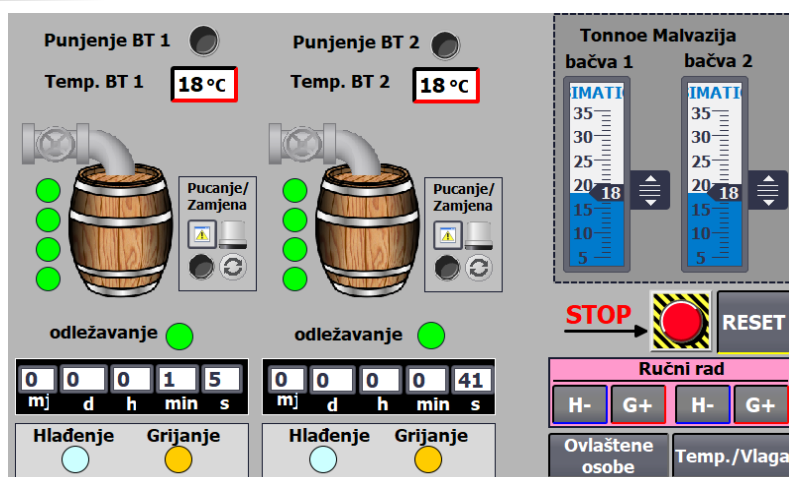 Punjenje BT 1
Temp. BT 1
18 °C
Pucanje/
Zamjena
odležavanje
0 0 0 1 5
mj d h min s
Hlađenje Grijanje
Punjenje BT 2
Temp. BT 2
18 °C
Pucanje/
Zamjena
odležavanje
0 0 0 0 41
mj d h min s
Hlađenje Grijanje
Tonnoe Malvazija
bačva 1
SIMATI
35
30
25
20
18
15
10
5
bačva 2
SIMATI
35
30
25
20
18
15
10
5
STOP
RESET
Ručni rad
H- G+ H- G+
Ovlaštene
osobe
Temp./Vlaga